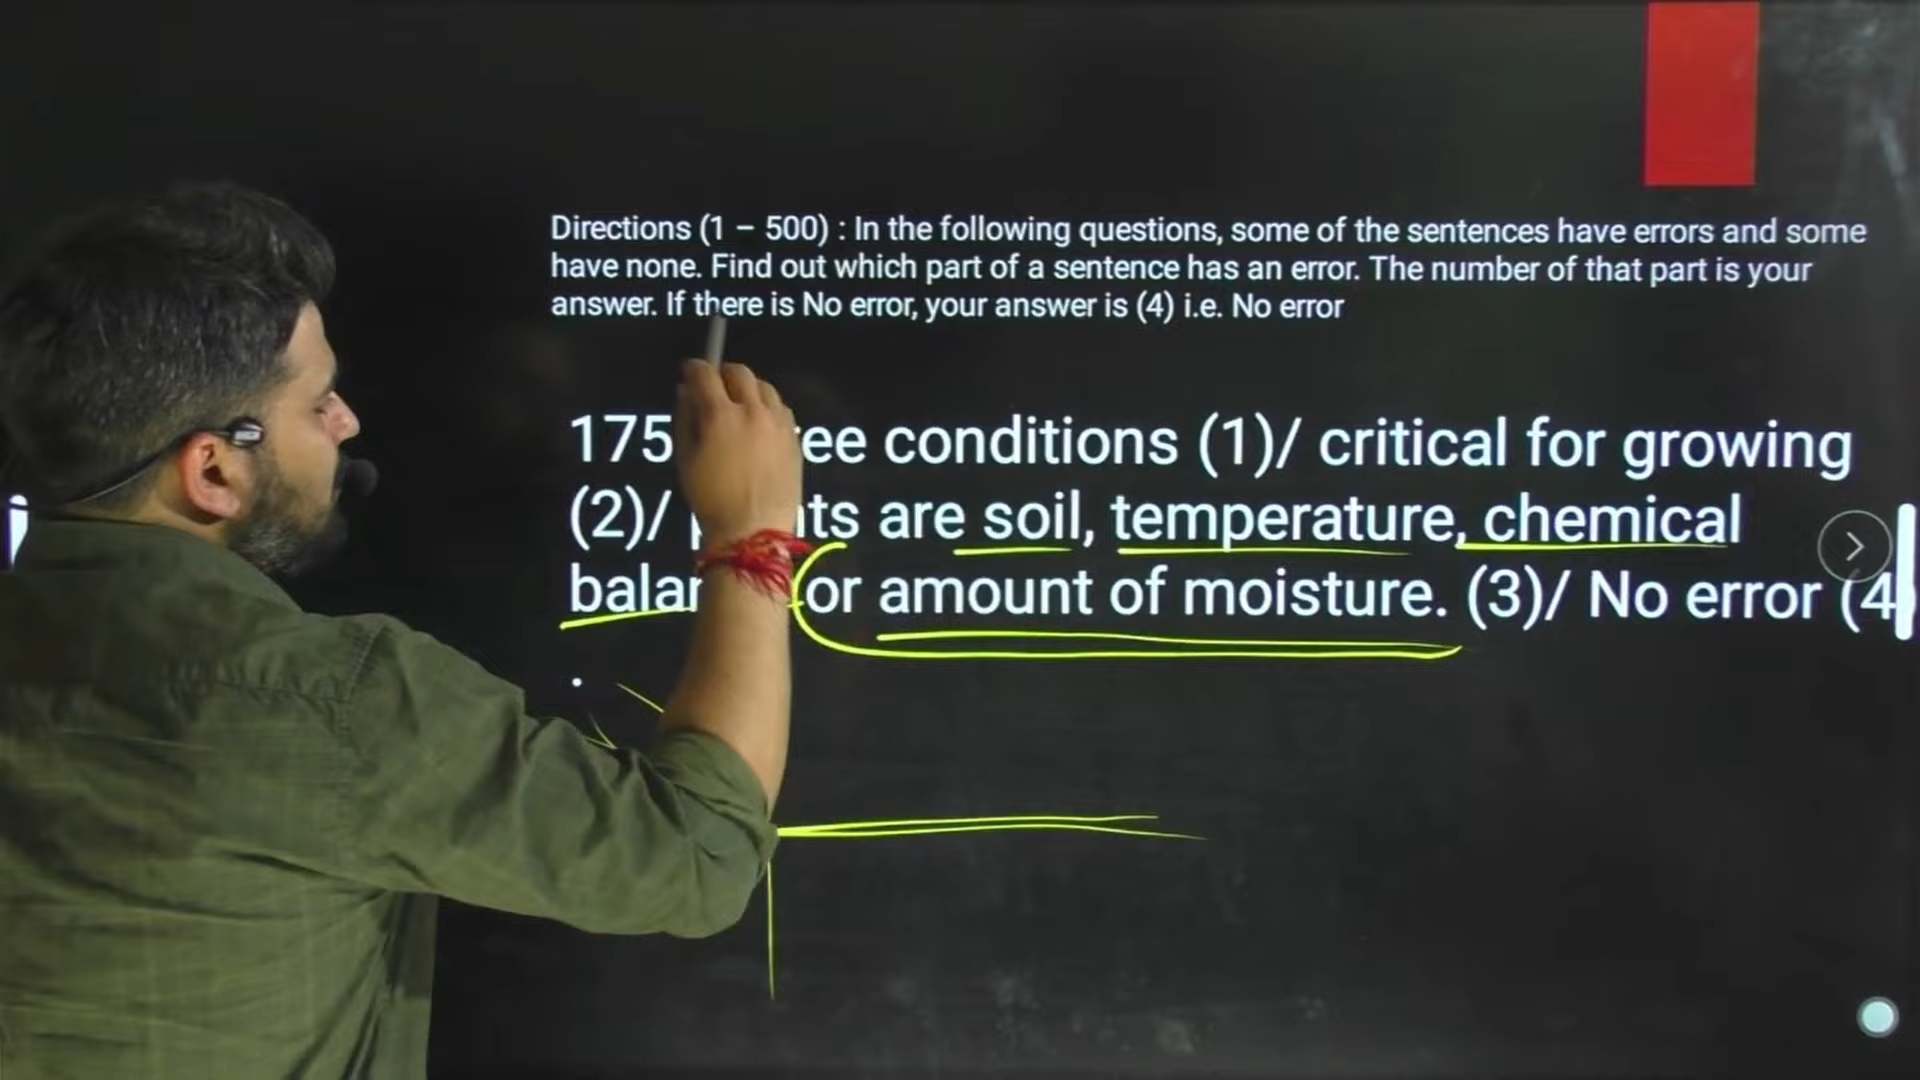 Directions (1 – 500) : In the following questions, some of the sentences have errors and some
have none. Find out which part of a sentence has an error. The number of that part is your
answer. If there is No error, your answer is (4) i.e. No error
175 conditions (1)/ critical for growing
(2)/ are soil, temperature, chemical
or amount of moisture. (3)/ No error (4
.